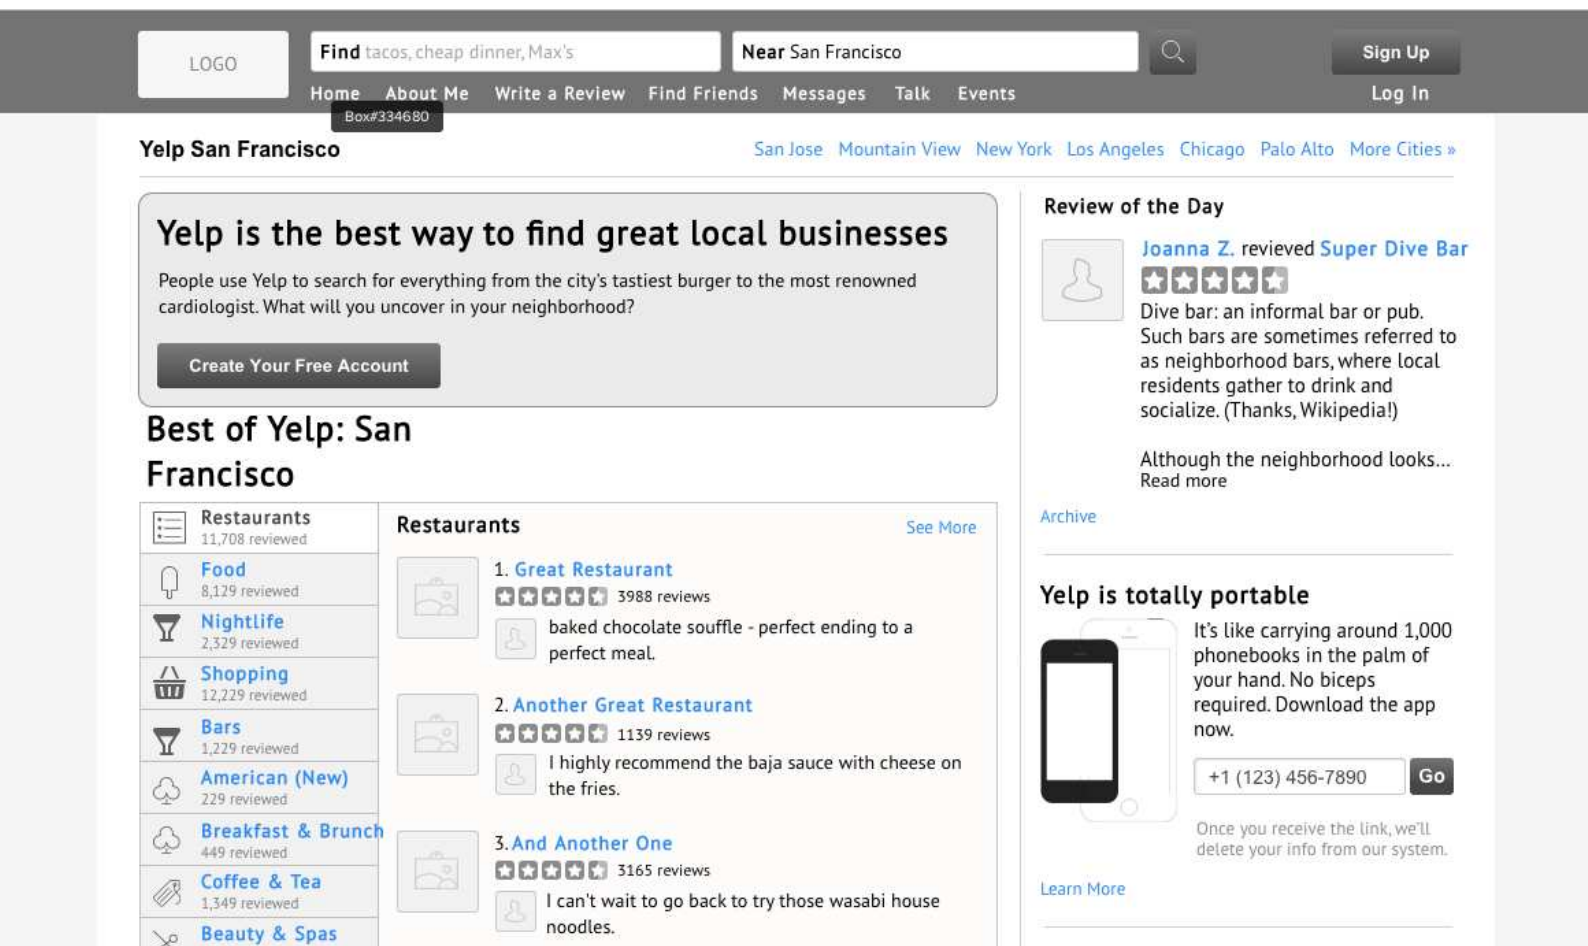 LOGO
Find tacos, cheap dinner, Max's
Near San Francisco
Sign Up
Home About Me Write a Review Find Friends Messages Talk Events
Log In
Box#334680
Yelp San Francisco
San Jose Mountain View New York Los Angeles Chicago Palo Alto More Cities »
Yelp is the best way to find great local businesses
People use Yelp to search for everything from the city's tastiest burger to the most renowned
cardiologist. What will you uncover in your neighborhood?
Create Your Free Account
Best of Yelp: San
Francisco
Restaurants
11,708 reviewed
Food
8,129 reviewed
Nightlife
2,329 reviewed
Shopping
12,229 reviewed
Bars
1,229 reviewed
American (New)
229 reviewed
Breakfast & Brunch
449 reviewed
Coffee & Tea
1,349 reviewed
Beauty & Spas
Restaurants
See More
1. Great Restaurant
3988 reviews
baked chocolate souffle - perfect ending to a
perfect meal.
2. Another Great Restaurant
1139 reviews
I highly recommend the baja sauce with cheese on
the fries.
3. And Another One
3165 reviews
I can't wait to go back to try those wasabi house
noodles.
Review of the Day
Joanna Z. revieved Super Dive Bar
Dive bar: an informal bar or pub.
Such bars are sometimes referred to
as neighborhood bars, where local
residents gather to drink and
socialize. (Thanks, Wikipedia!)
Although the neighborhood looks...
Read more
Archive
Yelp is totally portable
It's like carrying around 1,000
phonebooks in the palm of
your hand. No biceps
required. Download the app
now.
+1 (123) 456-7890
Go
Once you receive the link, we'll
delete your info from our system.
Learn More